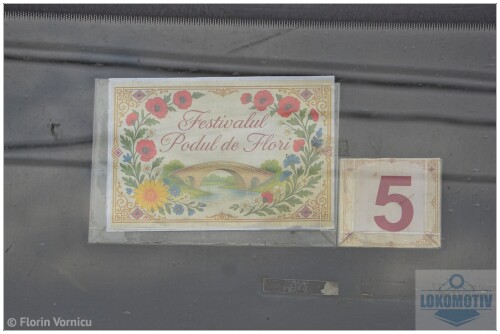 Festivalul
Podul de Flori
5
LOKOMOTIV
© Florin Vornicu